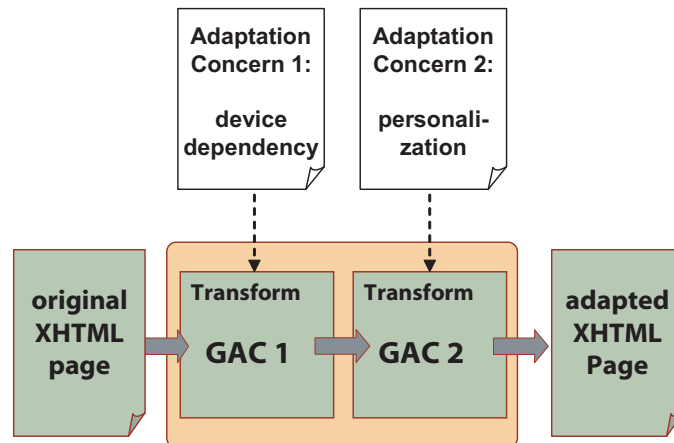 Adaptation
Concern 1:
device
dependency
Adaptation
Concern 2:
personali-
zation
original
XHTML
page
Transform
GAC 1
Transform
GAC 2
adapted
XHTML
Page